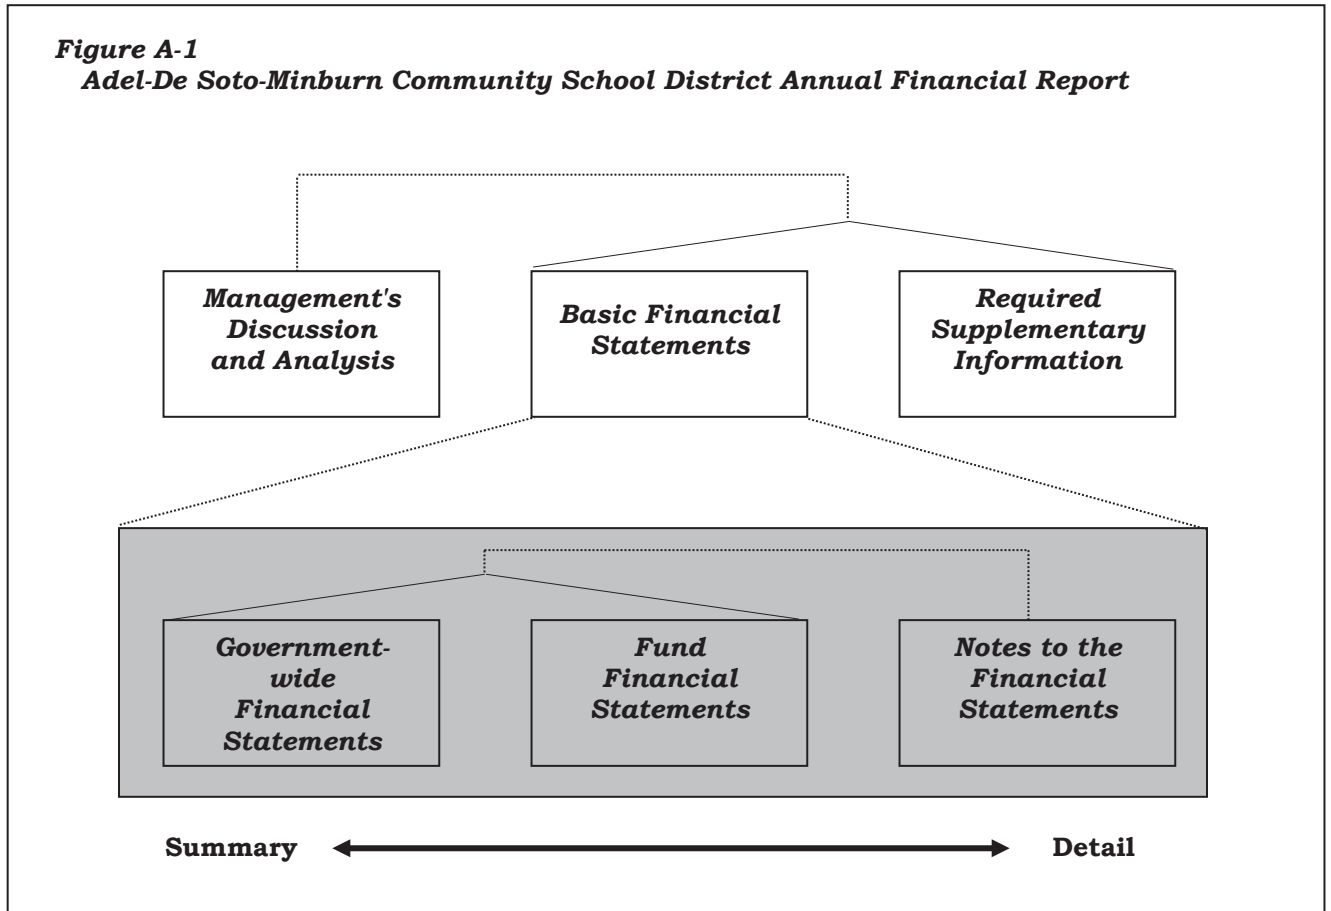 Figure A-1
Adel-De Soto-Minburn Community School District Annual Financial Report
Management's
Discussion
and Analysis
Basic Financial
Statements
Required
Supplementary
Information
Government-
wide
Financial
Statements
Fund
Financial
Statements
Notes to the
Financial
Statements
Summary
Detail